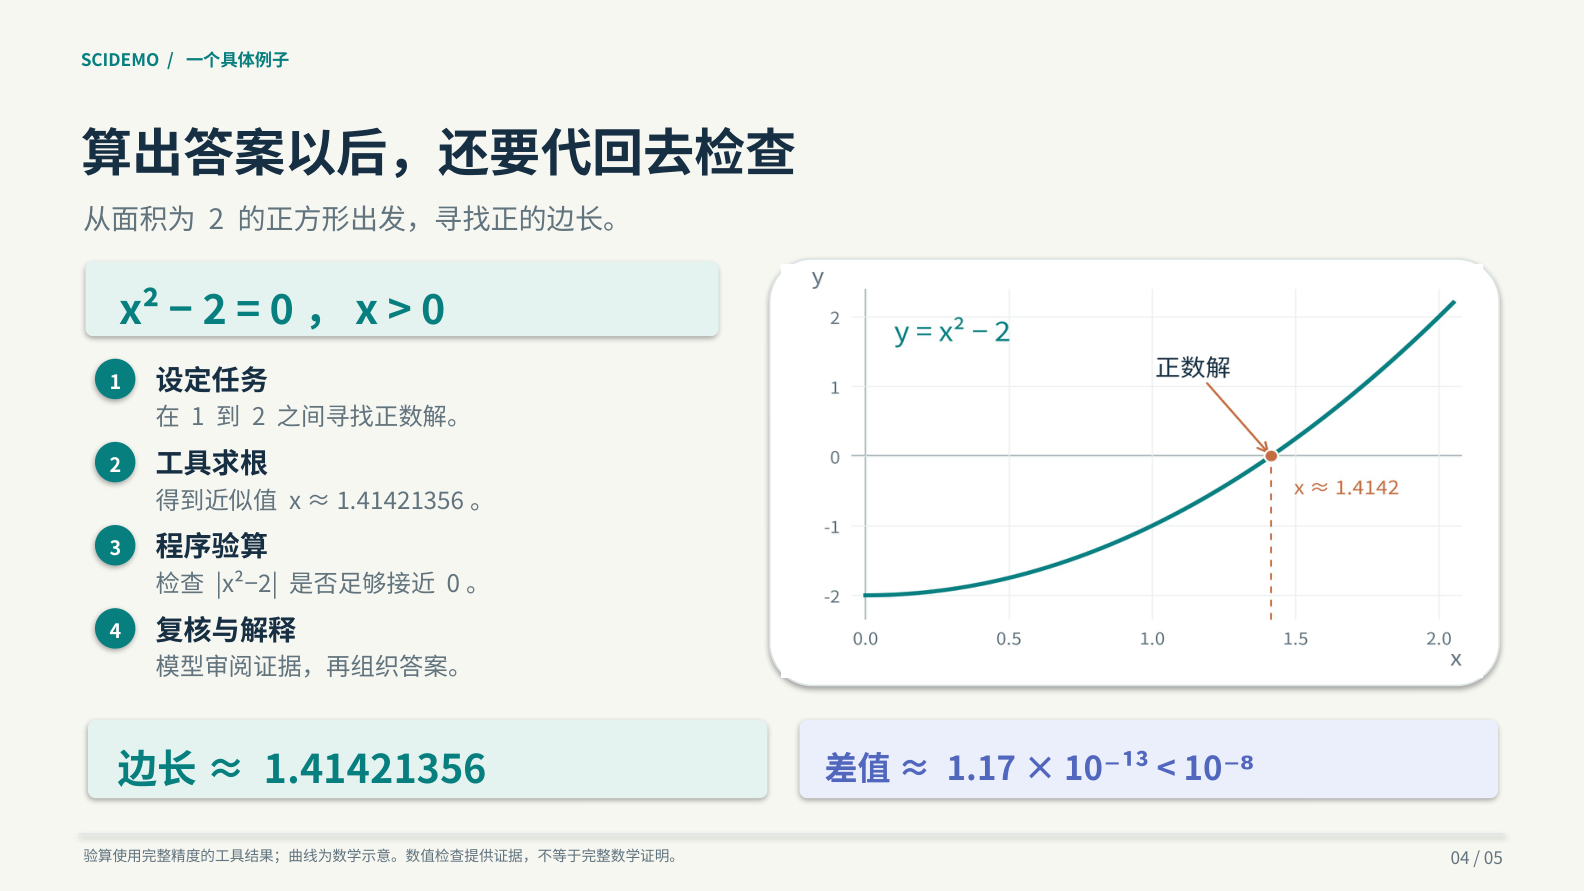 SCIDEMO / 一个具体例子
算出答案以后，还要代回去检查
从面积为 2 的正方形出发，寻找正的边长。
x² − 2 = 0 ， x > 0
1 设定任务
在 1 到 2 之间寻找正数解。
2 工具求根
得到近似值 x ≈ 1.41421356 。
3 程序验算
检查 |x²−2| 是否足够接近 0 。
4 复核与解释
模型审阅证据，再组织答案。
y
y = x² − 2
正数解
x ≈ 1.4142
2
1
0
-1
-2
0.0 0.5 1.0 1.5 2.0
x
边长 ≈ 1.41421356
差值 ≈ 1.17 × 10⁻¹³ < 10⁻⁸
验算使用完整精度的工具结果；曲线为数学示意。数值检查提供证据，不等于完整数学证明。
04 / 05